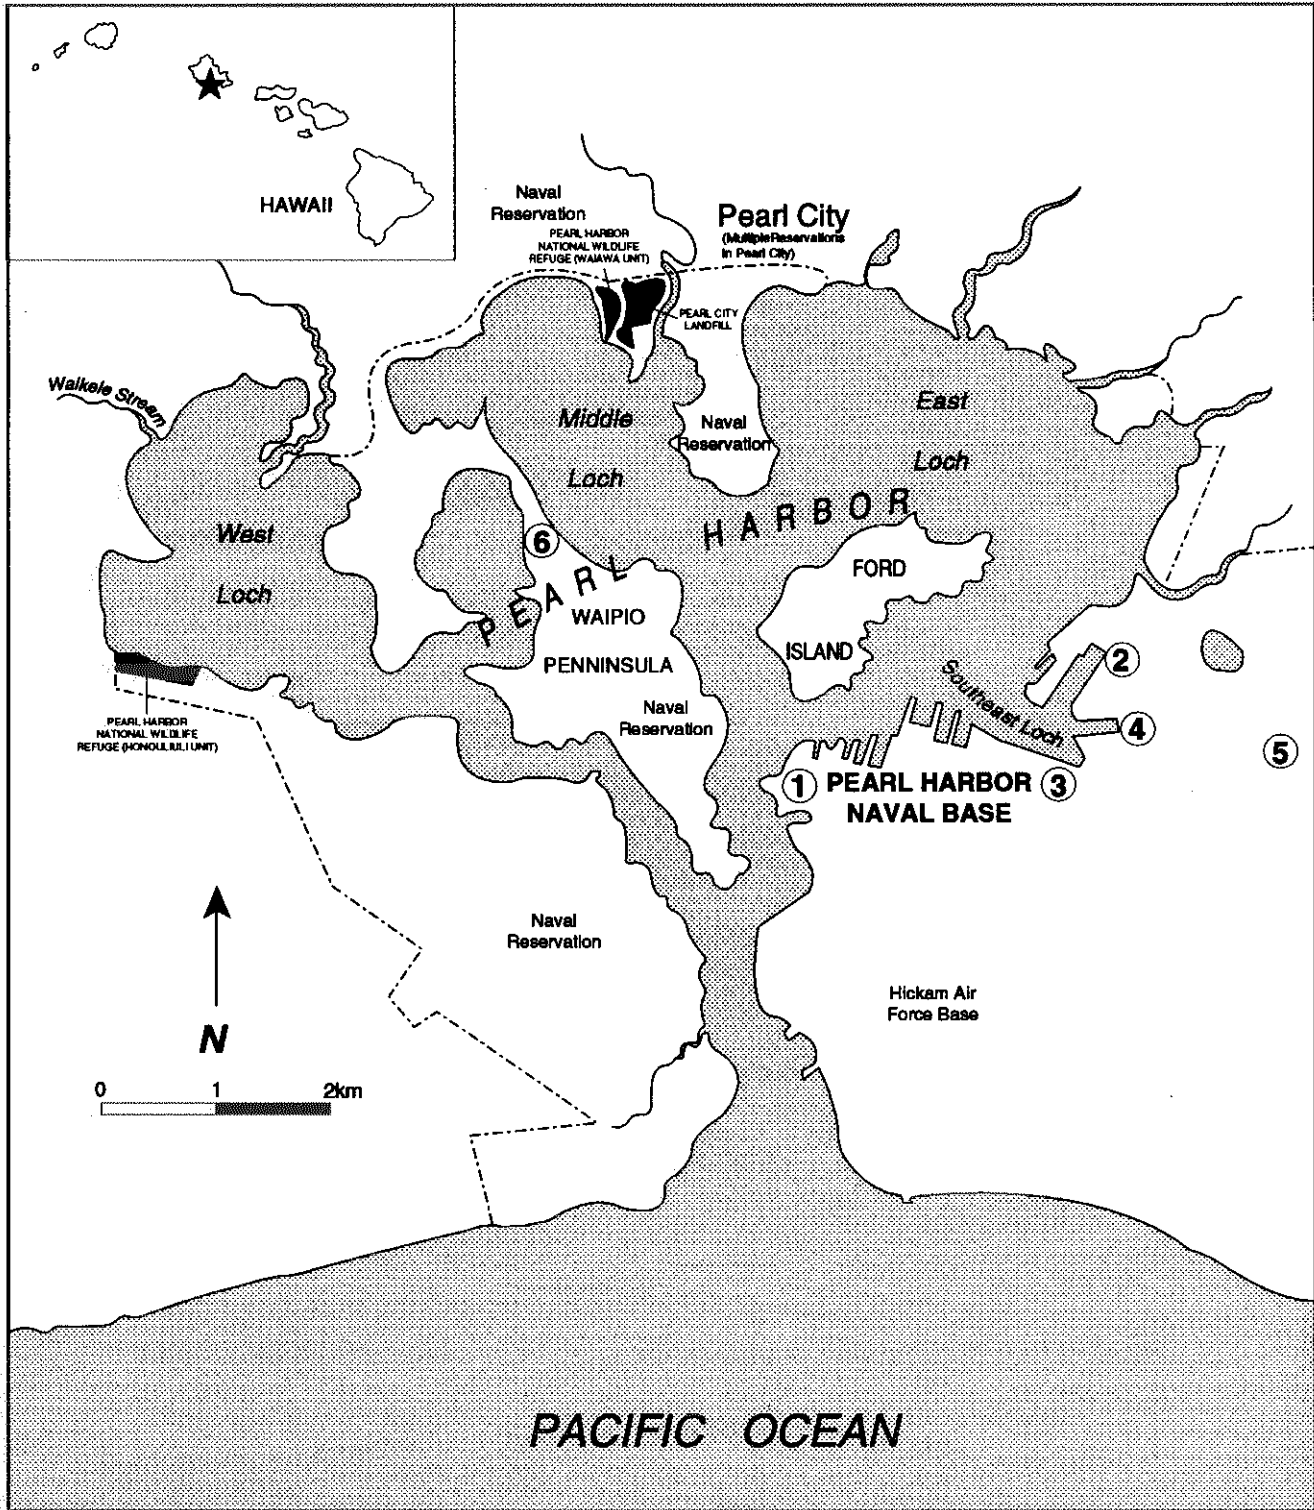 HAWAII
Naval
Reservation
PEARL HARBOR
NATIONAL WILDLIFE
REFUGE (WAIAWA UNIT)
Pearl City
(Multiple Reservations
in Pearl City)
PEARL CITY
LANDFILL
Waikele Stream
Middle
Loch
Naval
Reservation
East
Loch
West
Loch
PEARL HARBOR
6
FORD
ISLAND
WAIPIO
PENNINSULA
Naval
Reservation
2
Southeast Loch
4
5
PEARL HARBOR
NATIONAL WILDLIFE
REFUGE (HONOULIULI UNIT)
1 PEARL HARBOR 3
NAVAL BASE
Naval
Reservation
Hickam Air
Force Base
N
0 1 2km
PACIFIC OCEAN